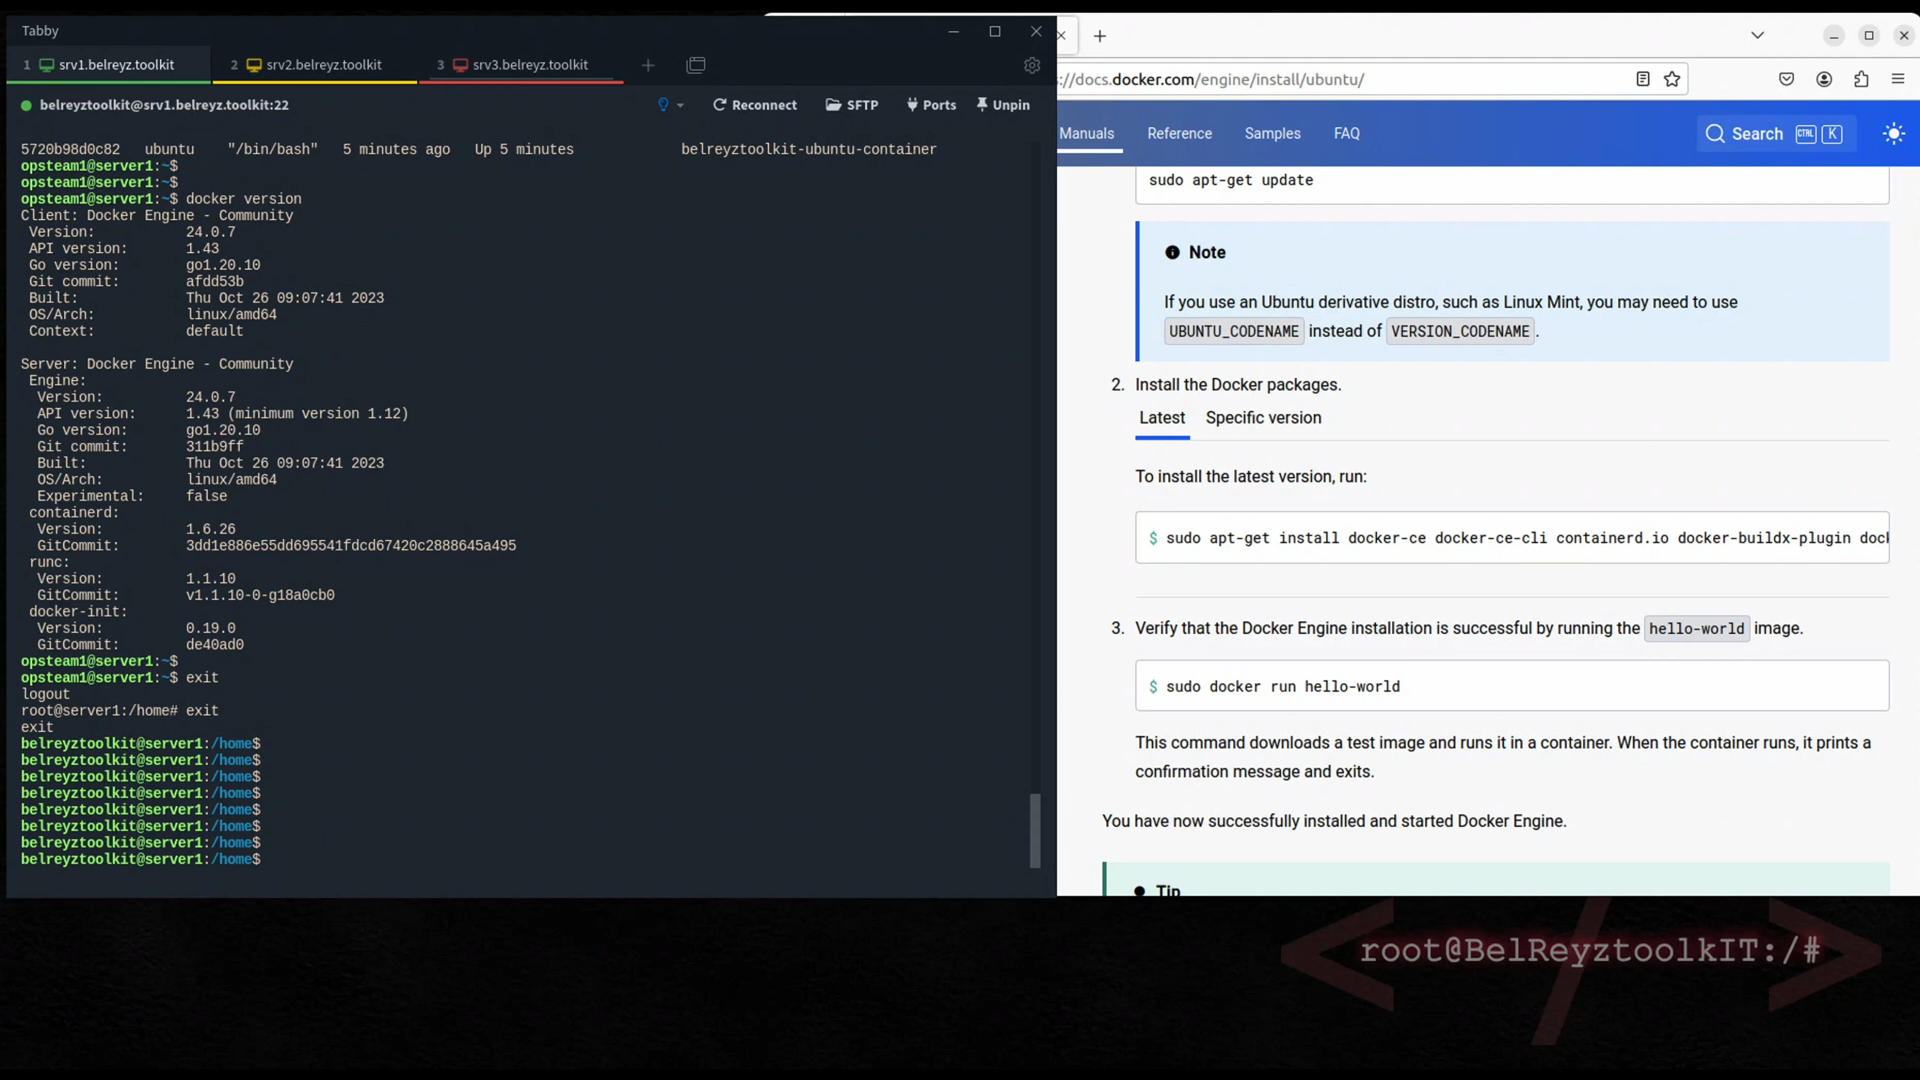 Tabby
1 srv1.belreyz.toolkit
2 srv2.belreyz.toolkit
3 srv3.belreyz.toolkit
belreyztoolkit@srv1.belreyz.toolkit:22
Reconnect
SFTP
Ports
Unpin
5720b98d0c82 ubuntu "/bin/bash" 5 minutes ago Up 5 minutes belreyztoolkit-ubuntu-container
opsteam1@server1:~$
opsteam1@server1:~$
opsteam1@server1:~$ docker version
Client: Docker Engine - Community
Version: 24.0.7
API version: 1.43
Go version: go1.20.10
Git commit: afdd53b
Built: Thu Oct 26 09:07:41 2023
OS/Arch: linux/amd64
Context: default
Server: Docker Engine - Community
Engine:
Version: 24.0.7
API version: 1.43 (minimum version 1.12)
Go version: go1.20.10
Git commit: 311b9ff
Built: Thu Oct 26 09:07:41 2023
OS/Arch: linux/amd64
Experimental: false
containerd:
Version: 1.6.26
GitCommit: 3dd1e886e55dd695541fdcd67420c2888645a495
runc:
Version: 1.1.10
GitCommit: v1.1.10-0-g18a0cb0
docker-init:
Version: 0.19.0
GitCommit: de40ad0
opsteam1@server1:~$
opsteam1@server1:~$ exit
logout
root@server1:/home# exit
exit
belreyztoolkit@server1:/home$
belreyztoolkit@server1:/home$
belreyztoolkit@server1:/home$
belreyztoolkit@server1:/home$
belreyztoolkit@server1:/home$
belreyztoolkit@server1:/home$
belreyztoolkit@server1:/home$
belreyztoolkit@server1:/home$
://docs.docker.com/engine/install/ubuntu/
Manuals
Reference
Samples
FAQ
Search CTRL K
sudo apt-get update
Note
If you use an Ubuntu derivative distro, such as Linux Mint, you may need to use
UBUNTU_CODENAME instead of VERSION_CODENAME.
2. Install the Docker packages.
Latest
Specific version
To install the latest version, run:
$ sudo apt-get install docker-ce docker-ce-cli containerd.io docker-buildx-plugin dock
3. Verify that the Docker Engine installation is successful by running the hello-world image.
$ sudo docker run hello-world
This command downloads a test image and runs it in a container. When the container runs, it prints a
confirmation message and exits.
You have now successfully installed and started Docker Engine.
Tip
root@BelReyztoolkIT:/#